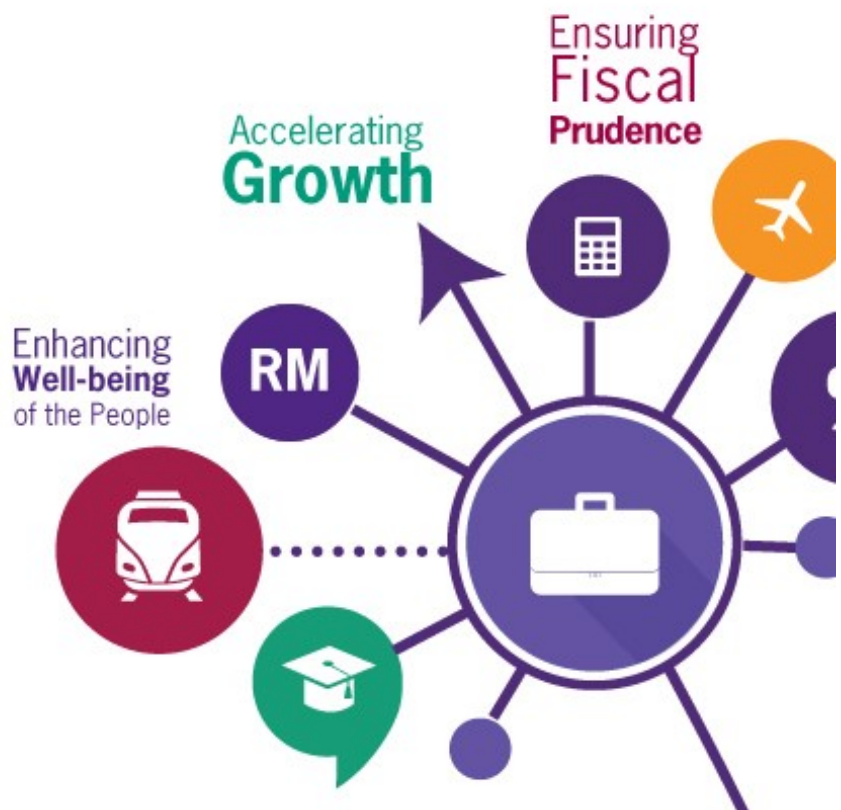 Ensuring
Fiscal
Prudence
Accelerating
Growth
Enhancing
Well-being
of the People
RM